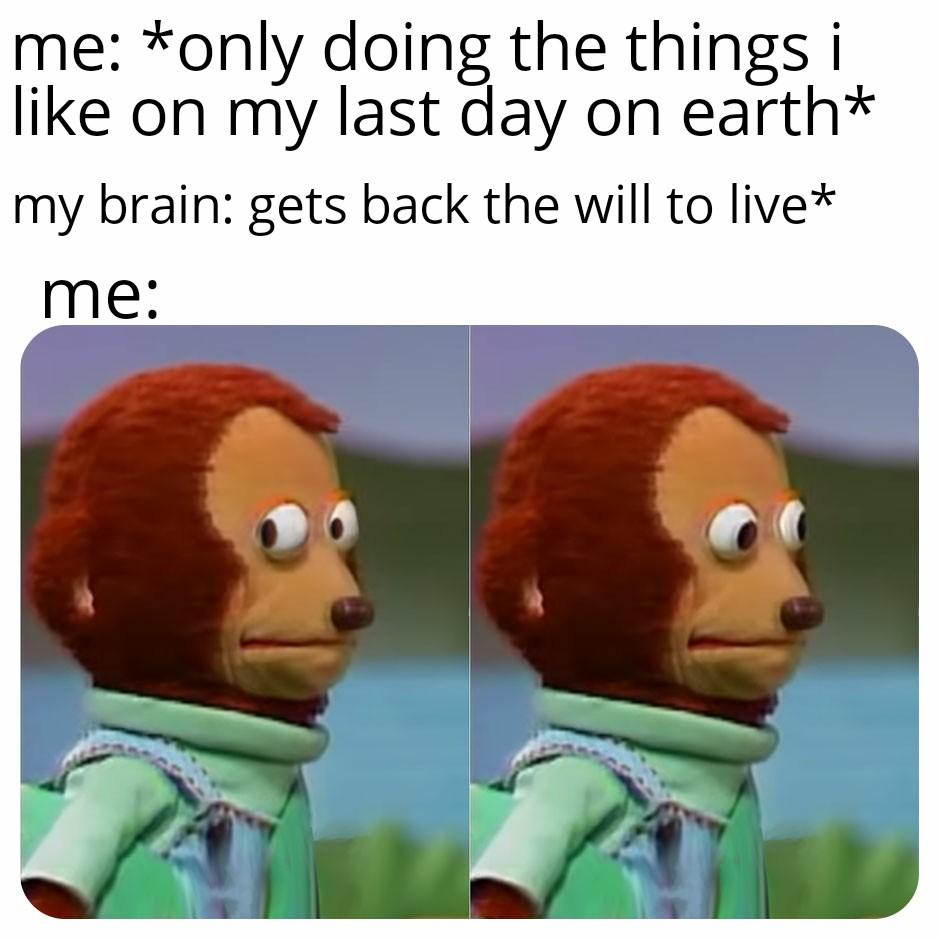 me: *only doing the things i
like on my last day on earth*
my brain: gets back the will to live*
me: